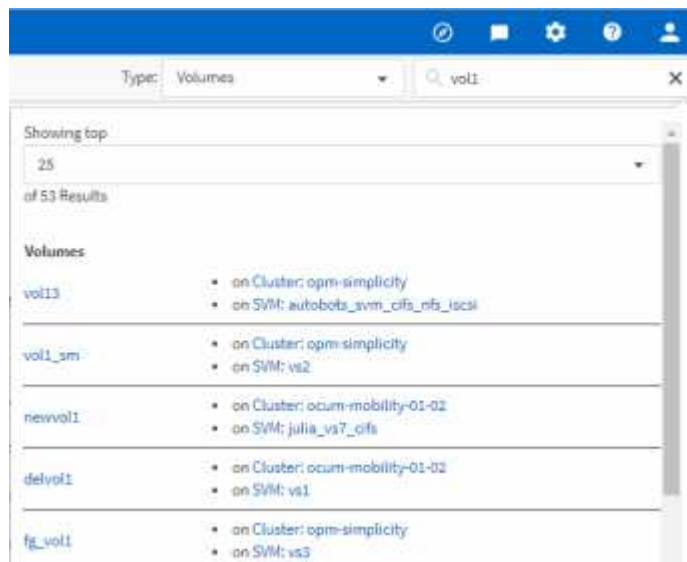 Type: Volumes vol1
Showing top
25
of 53 Results
Volumes
vol13
on Cluster: opm-simplicity
on SVM: autobots_svm_cifs_nfs_iscsi
vol1_sm
on Cluster: opm-simplicity
on SVM: vs2
newvol1
on Cluster: ocum-mobility-01-02
on SVM: julia_vs7_cifs
delvol1
on Cluster: ocum-mobility-01-02
on SVM: vs1
fg_vol1
on Cluster: opm-simplicity
on SVM: vs3